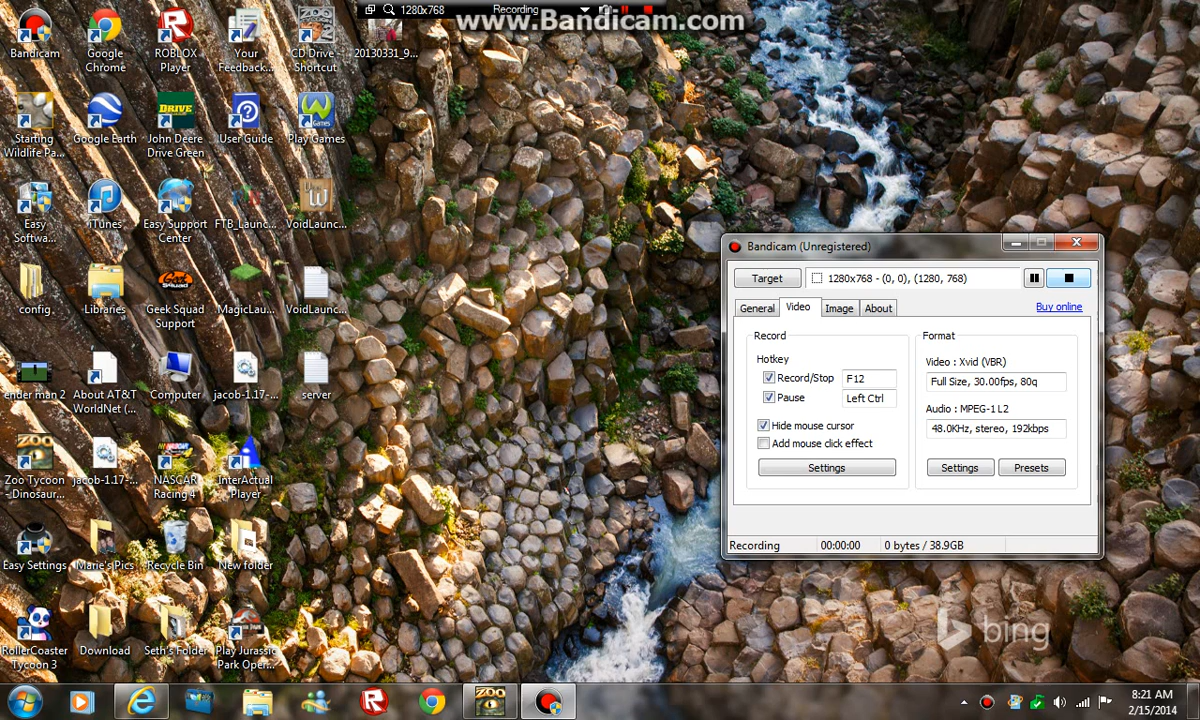 1280x768
Recording
www.Bandicam.com
Bandicam
Google
Chrome
ROBLOX
Player
Your
Feedback...
CD Drive -
Shortcut
20130331_9...
Starting
Wildlife Pa...
Google Earth
DRIVE
John Deere
Drive Green
User Guide
Games
Play Games
Easy
Softwa...
iTunes
Easy Support
Center
FTB_Launc...
VoidLaunc...
config
Libraries
Geek Squad
Support
MagicLau...
VoidLaunc...
ender man 2
About AT&T
WorldNet (...
Computer
jacob-1.17-...
server
ZOO
Zoo Tycoon
- Dinosaur...
jacob-1.17-...
NASCAR
Racing 4
InterActual
Player
Easy Settings
Marie's Pics
Recycle Bin
New folder
RollerCoaster
Tycoon 3
Download
Seth's Folder
Play Jurassic
Park Oper...
Bandicam (Unregistered)
Target
1280x768 - (0, 0), (1280, 768)
General
Video
Image
About
Buy online
Record
Hotkey
Record/Stop
F12
Pause
Left Ctrl
Hide mouse cursor
Add mouse click effect
Settings
Format
Video : Xvid (VBR)
Full Size, 30.00fps, 80q
Audio : MPEG-1 L2
48.0KHz, stereo, 192kbps
Settings
Presets
Recording
00:00:00
0 bytes / 38.9GB
bing
ZOO
8:21 AM
2/15/2014